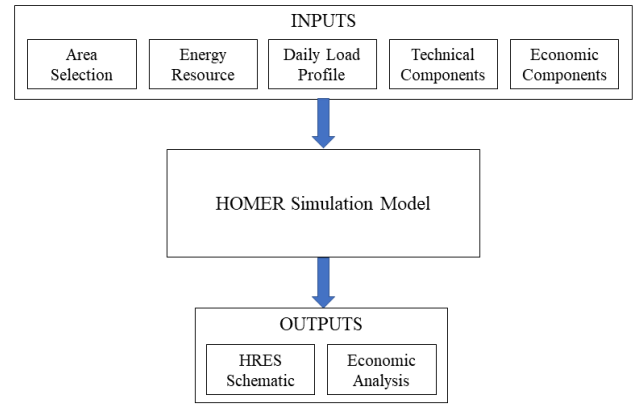 INPUTS
Area
Selection
Energy
Resource
Daily Load
Profile
Technical
Components
Economic
Components
HOMER Simulation Model
OUTPUTS
HRES
Schematic
Economic
Analysis